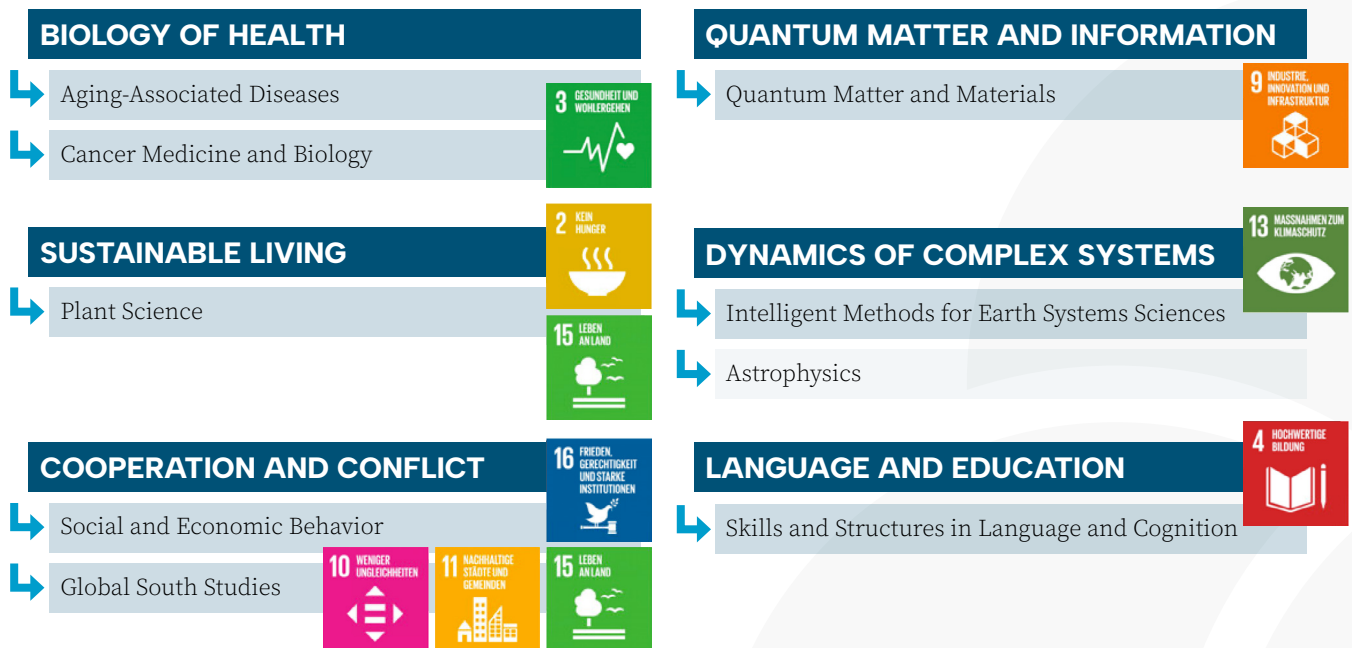 BIOLOGY OF HEALTH
Aging-Associated Diseases
Cancer Medicine and Biology
3 GESUNDHEIT UND
WOHLERGEHEN
SUSTAINABLE LIVING
Plant Science
2 KEIN
HUNGER
15 LEBEN
AN LAND
COOPERATION AND CONFLICT
Social and Economic Behavior
Global South Studies
16 FRIEDEN,
GERECHTIGKEIT
UND STARKE
INSTITUTIONEN
10 WENIGER
UNGLEICHHEITEN
11 NACHHALTIGE
STÄDTE UND
GEMEINDEN
15 LEBEN
AN LAND
QUANTUM MATTER AND INFORMATION
Quantum Matter and Materials
9 INDUSTRIE,
INNOVATION UND
INFRASTRUKTUR
DYNAMICS OF COMPLEX SYSTEMS
Intelligent Methods for Earth Systems Sciences
Astrophysics
13 MASSNAHMEN ZUM
KLIMASCHUTZ
LANGUAGE AND EDUCATION
Skills and Structures in Language and Cognition
4 HOCHWERTIGE
BILDUNG